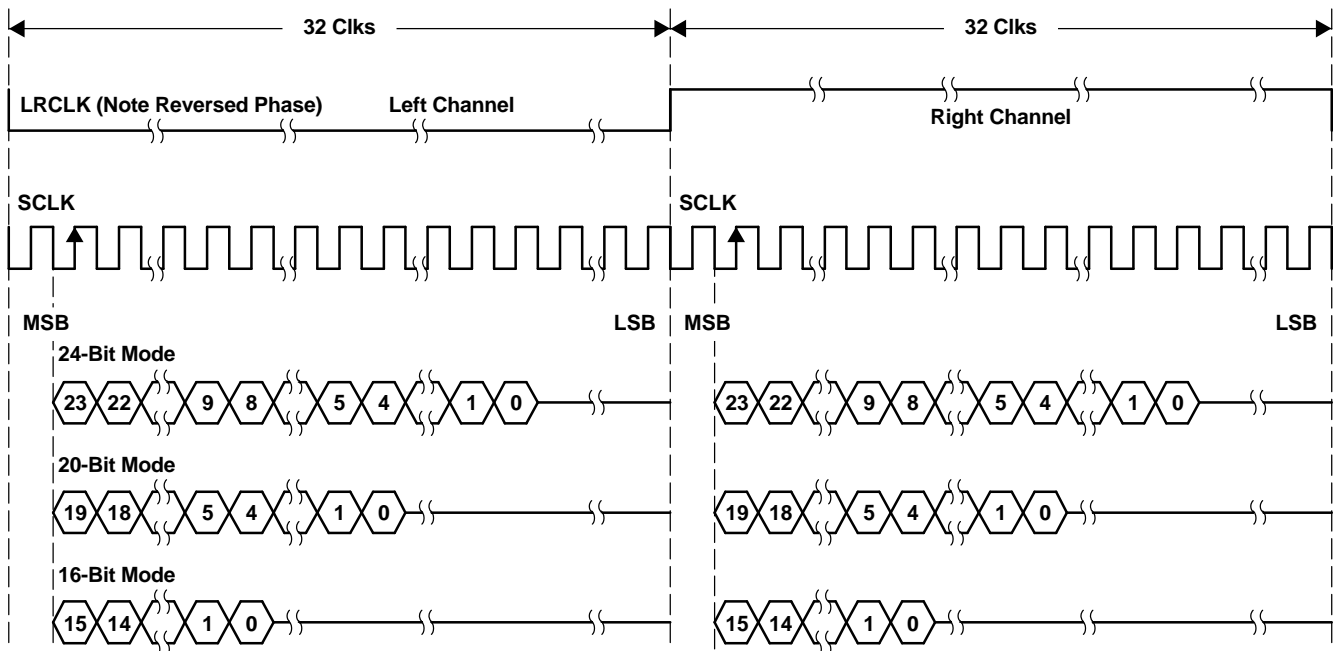 32 Clks 32 Clks
LRCLK (Note Reversed Phase) Left Channel
Right Channel
SCLK SCLK
MSB LSB MSB LSB
24-Bit Mode
23 22 9 8 5 4 1 0 23 22 9 8 5 4 1 0
20-Bit Mode
19 18 5 4 1 0 19 18 5 4 1 0
16-Bit Mode
15 14 1 0 15 14 1 0